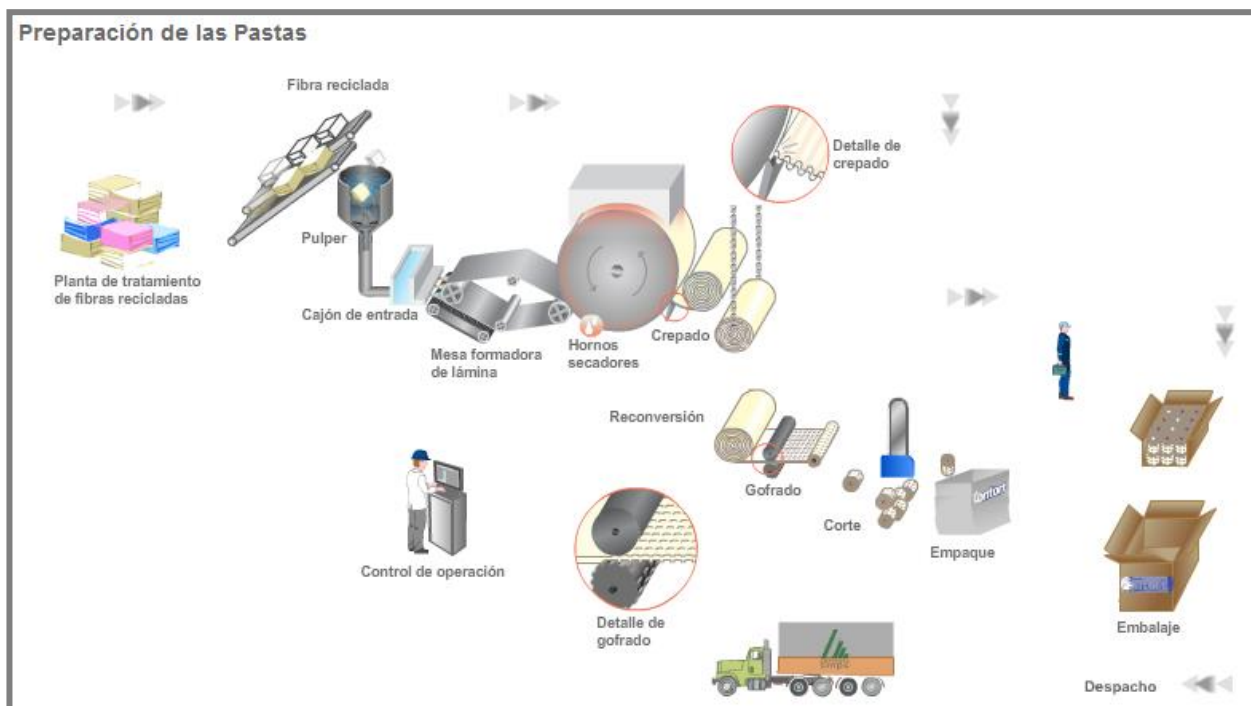 Preparación de las Pastas
Fibra reciclada
Detalle de
crepado
Pulper
Planta de tratamiento
de fibras recicladas
Cajón de entrada
Crepado
Hornos
secadores
Mesa formadora
de lámina
Reconversión
Gofrado
Confort
Corte
Empaque
Control de operación
Detalle de
gofrado
Embalaje
Despacho